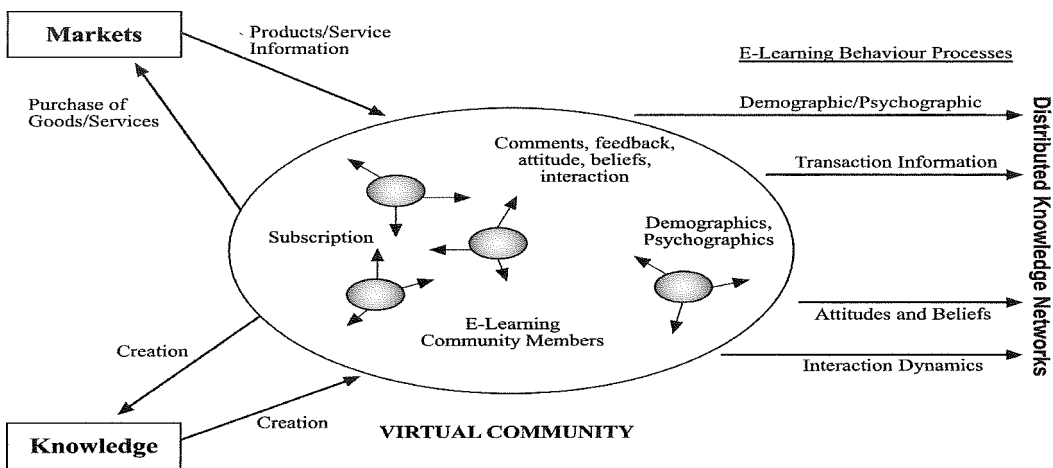 Markets
Products/Service
Information
E-Learning Behaviour Processes
Purchase of
Goods/Services
Demographic/Psychographic
Comments, feedback,
attitude, beliefs,
interaction
Transaction Information
Subscription
Demographics,
Psychographics
E-Learning
Community Members
Attitudes and Beliefs
Interaction Dynamics
Distributed Knowledge Networks
Creation
Creation
Knowledge
VIRTUAL COMMUNITY